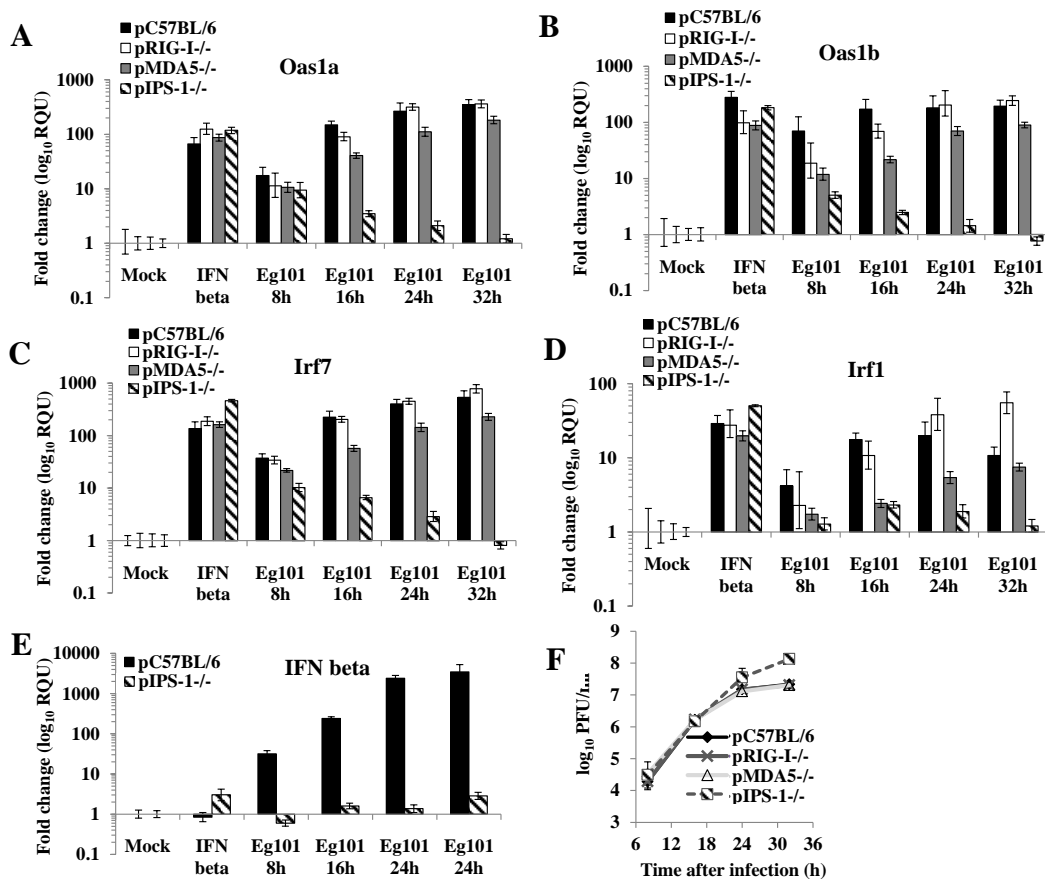 A
pC57BL/6
pRIG-I-/-
pMDA5-/-
pIPS-1-/-
Oas1a
Fold change (log10 RQU)
1000
100
10
1
0.1
Mock
IFN beta
Eg101 8h
Eg101 16h
Eg101 24h
Eg101 32h
B
pC57BL/6
pRIG-I-/-
pMDA5-/-
pIPS-1-/-
Oas1b
Fold change (log10 RQU)
1000
100
10
1
0.1
Mock
IFN beta
Eg101 8h
Eg101 16h
Eg101 24h
Eg101 32h
C
pC57BL/6
pRIG-I-/-
pMDA5-/-
pIPS-1-/-
Irf7
Fold change (log10 RQU)
1000
100
10
1
0.1
Mock
IFN beta
Eg101 8h
Eg101 16h
Eg101 24h
Eg101 32h
D
pC57BL/6
pRIG-I-/-
pMDA5-/-
pIPS-1-/-
Irf1
Fold change (log10 RQU)
100
10
1
0.1
Mock
IFN beta
Eg101 8h
Eg101 16h
Eg101 24h
Eg101 32h
E
pC57BL/6
pIPS-1-/-
IFN beta
Fold change (log10 RQU)
10000
1000
100
10
1
0.1
Mock
IFN beta
Eg101 8h
Eg101 16h
Eg101 24h
Eg101 24h
F
log10 PFU/
9
8
7
6
5
4
pC57BL/6
pRIG-I-/-
pMDA5-/-
pIPS-1-/-
6 12 18 24 30 36
Time after infection (h)